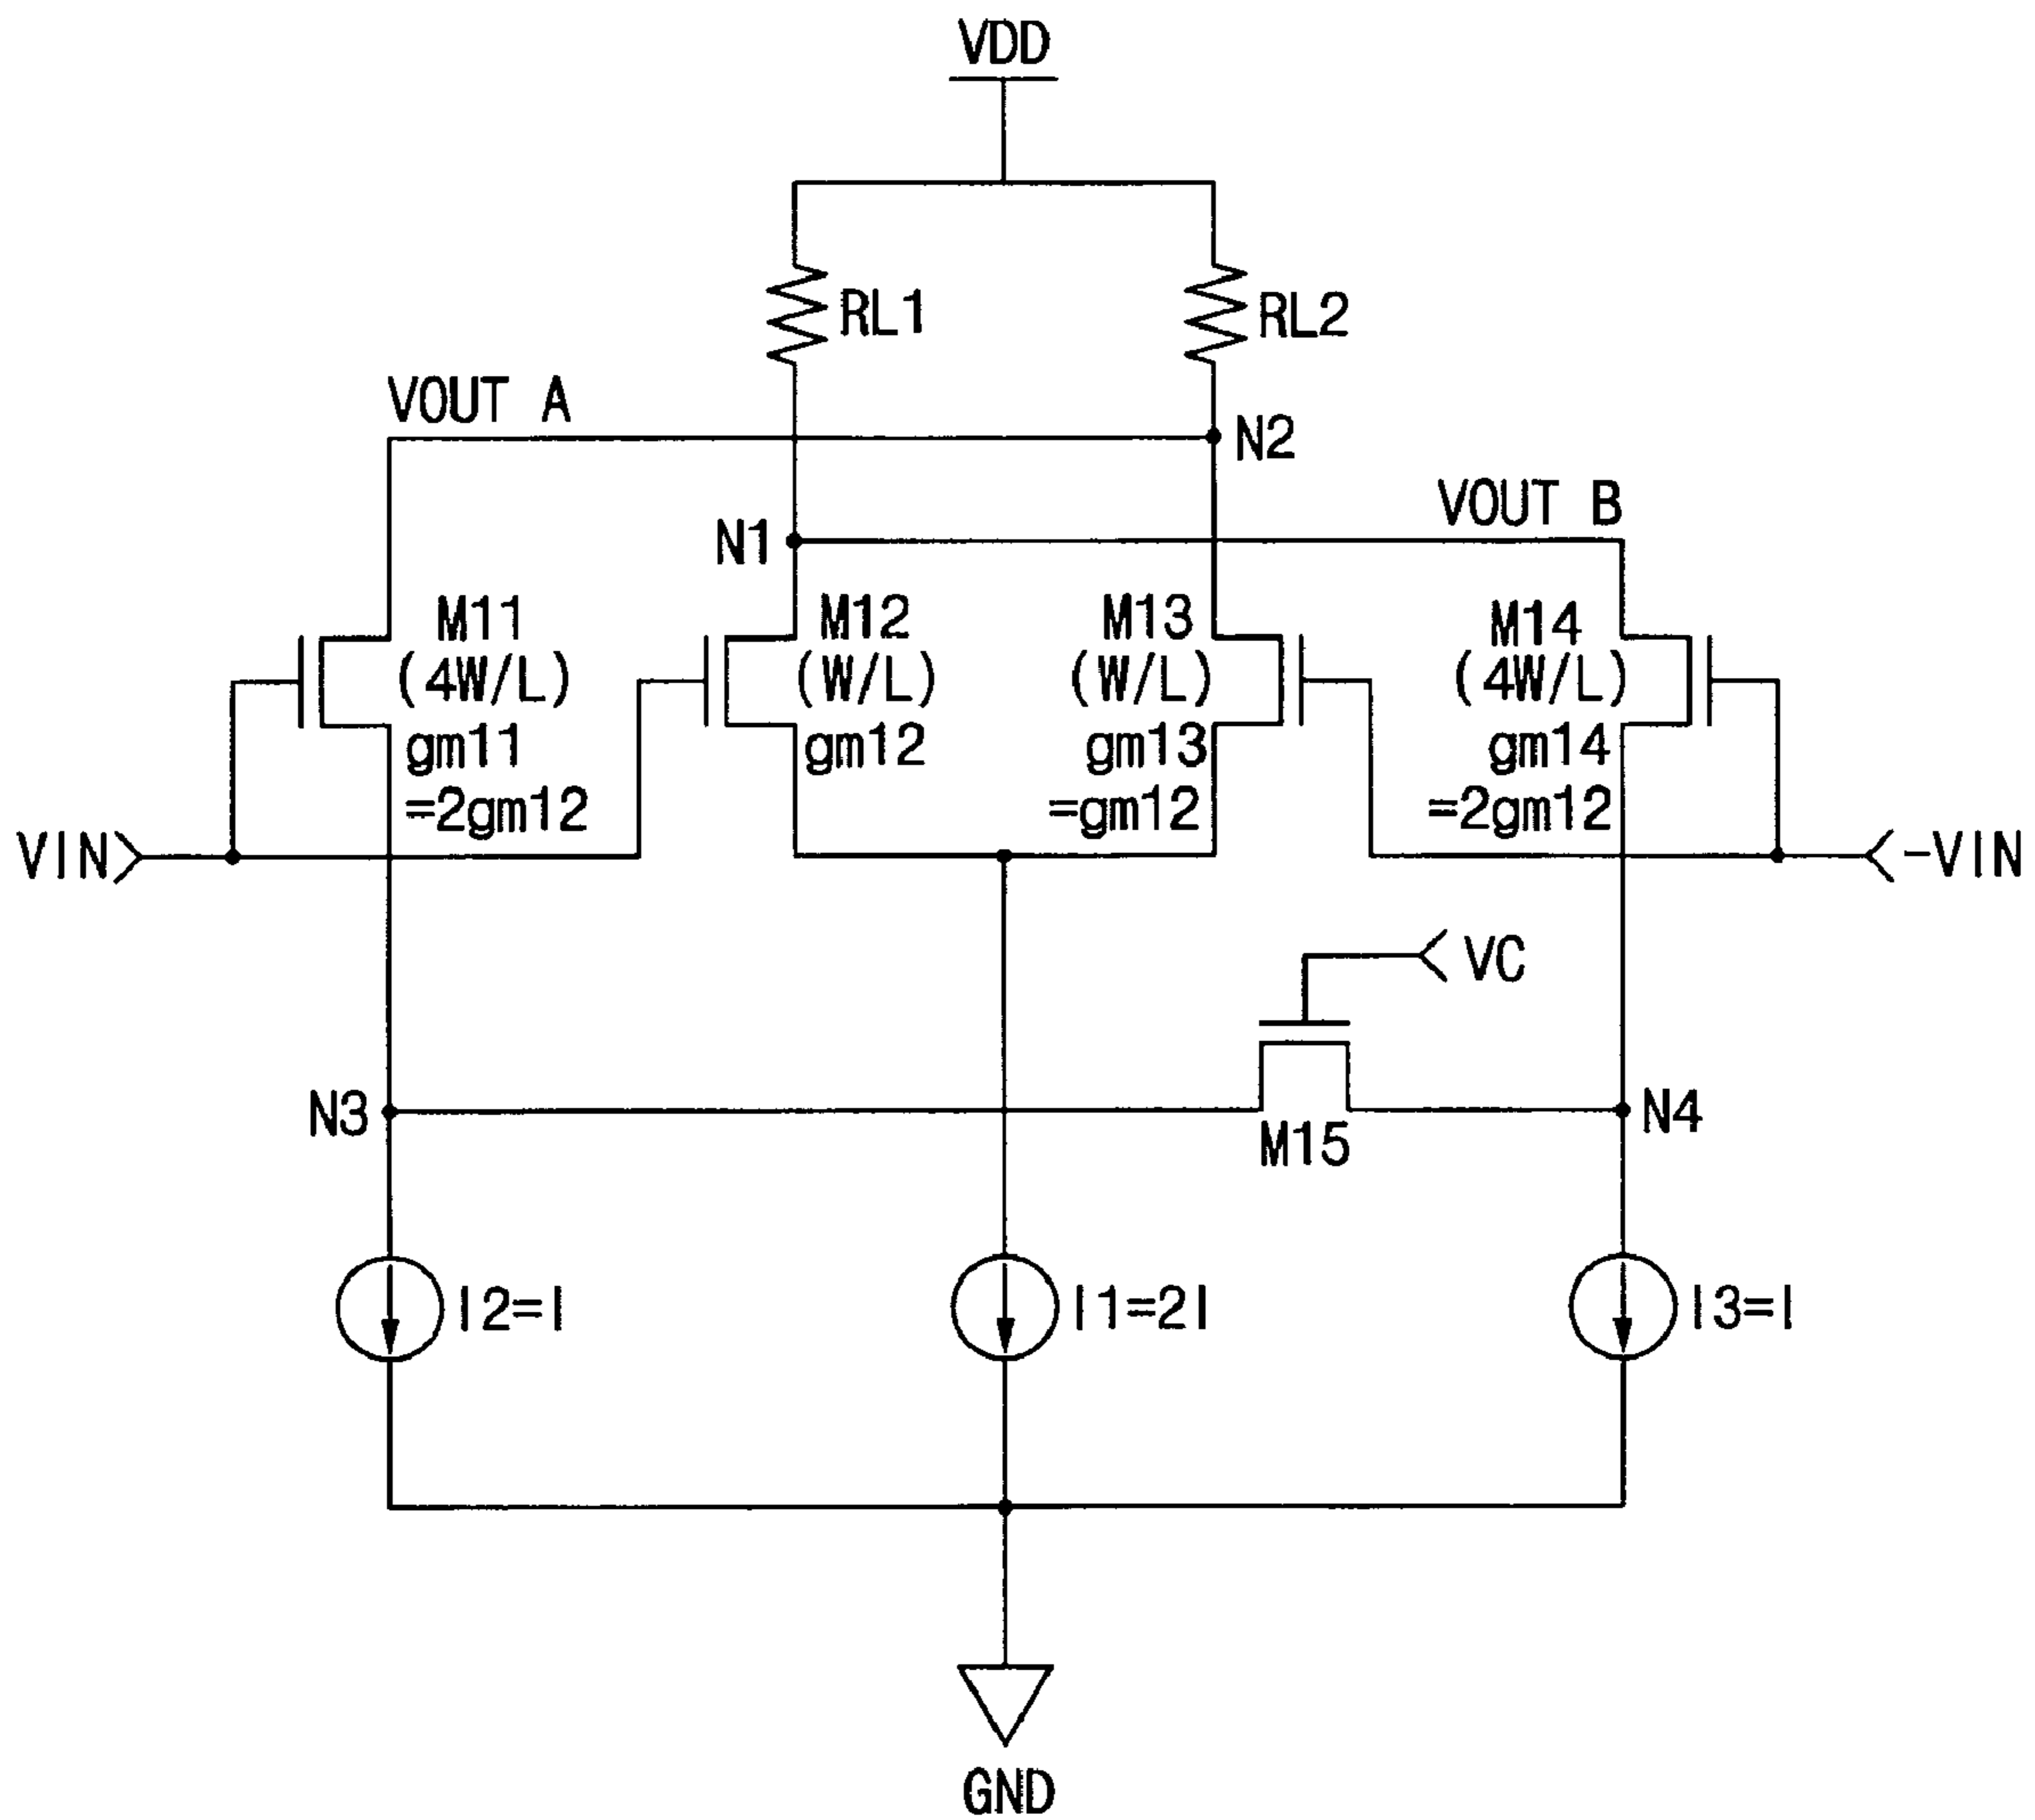 VDD
RL1
RL2
VOUT A
N2
VOUT B
N1
M11
(4W/L)
gm11
=2gm12
M12
(W/L)
gm12
M13
(W/L)
gm13
=gm12
M14
(4W/L)
gm14
=2gm12
VIN
-VIN
VC
N3
M15
N4
I2=I
I1=2I
I3=I
GND